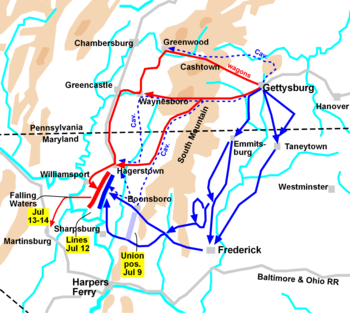 Greenwood
Chambersburg
Cav.
wagons
Cashtown
Greencastle
Gettysburg
Waynesboro
Hanover
Cav.
Cav.
South Mountain
Pennsylvania
Maryland
Emmits-
burg
Taneytown
Williamsport
Hagerstown
Westminster
Falling
Waters
Boonsboro
Jul
13-14
Sharpsburg
Martinsburg
Lines
Jul 12
Union
pos.
Jul 9
Frederick
Harpers
Ferry
Baltimore & Ohio RR